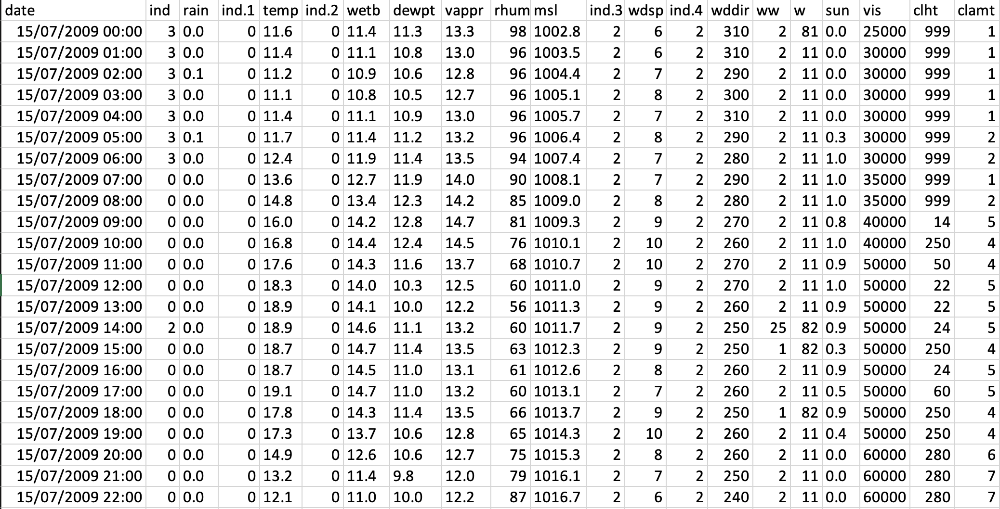 date ind rain ind.1 temp ind.2 wetb dewpt vappr rhum msl ind.3 wdsp ind.4 wddir ww w sun vis clht clamt
15/07/2009 00:00 3 0.0 0 11.6 0 11.4 11.3 13.3 98 1002.8 2 6 2 310 2 81 0.0 25000 999 1
15/07/2009 01:00 3 0.0 0 11.4 0 11.1 10.8 13.0 96 1003.5 2 6 2 310 2 11 0.0 30000 999 1
15/07/2009 02:00 3 0.1 0 11.2 0 10.9 10.6 12.8 96 1004.4 2 7 2 290 2 11 0.0 30000 999 1
15/07/2009 03:00 3 0.0 0 11.1 0 10.8 10.5 12.7 96 1005.1 2 8 2 300 2 11 0.0 30000 999 1
15/07/2009 04:00 3 0.0 0 11.4 0 11.1 10.9 13.0 96 1005.7 2 7 2 310 2 11 0.0 30000 999 1
15/07/2009 05:00 3 0.1 0 11.7 0 11.4 11.2 13.2 96 1006.4 2 8 2 290 2 11 0.3 30000 999 2
15/07/2009 06:00 3 0.0 0 12.4 0 11.9 11.4 13.5 94 1007.4 2 7 2 280 2 11 1.0 30000 999 2
15/07/2009 07:00 0 0.0 0 13.6 0 12.7 11.9 14.0 90 1008.1 2 7 2 290 2 11 1.0 35000 999 1
15/07/2009 08:00 0 0.0 0 14.8 0 13.4 12.3 14.2 85 1009.0 2 8 2 280 2 11 1.0 35000 999 2
15/07/2009 09:00 0 0.0 0 16.0 0 14.2 12.8 14.7 81 1009.3 2 9 2 270 2 11 0.8 40000 14 5
15/07/2009 10:00 0 0.0 0 16.8 0 14.4 12.4 14.5 76 1010.1 2 10 2 260 2 11 1.0 40000 250 4
15/07/2009 11:00 0 0.0 0 17.6 0 14.3 11.6 13.7 68 1010.7 2 10 2 270 2 11 0.9 50000 50 4
15/07/2009 12:00 0 0.0 0 18.3 0 14.0 10.3 12.5 60 1011.0 2 9 2 270 2 11 1.0 50000 22 5
15/07/2009 13:00 0 0.0 0 18.9 0 14.1 10.0 12.2 56 1011.3 2 9 2 260 2 11 0.9 50000 22 5
15/07/2009 14:00 2 0.0 0 18.9 0 14.6 11.1 13.2 60 1011.7 2 9 2 250 25 82 0.9 50000 24 5
15/07/2009 15:00 0 0.0 0 18.7 0 14.7 11.4 13.5 63 1012.3 2 9 2 250 1 82 0.3 50000 250 4
15/07/2009 16:00 0 0.0 0 18.7 0 14.5 11.0 13.1 61 1012.6 2 8 2 260 2 11 0.9 50000 24 5
15/07/2009 17:00 0 0.0 0 19.1 0 14.7 11.0 13.2 60 1013.1 2 7 2 260 2 11 0.5 50000 60 5
15/07/2009 18:00 0 0.0 0 17.8 0 14.3 11.4 13.5 66 1013.7 2 9 2 250 1 82 0.9 50000 250 4
15/07/2009 19:00 0 0.0 0 17.3 0 13.7 10.6 12.8 65 1014.3 2 10 2 260 2 11 0.4 50000 250 4
15/07/2009 20:00 0 0.0 0 14.9 0 12.6 10.6 12.7 75 1015.3 2 8 2 260 2 11 0.0 60000 280 6
15/07/2009 21:00 0 0.0 0 13.2 0 11.4 9.8 12.0 79 1016.1 2 7 2 250 2 11 0.0 60000 280 7
15/07/2009 22:00 0 0.0 0 12.1 0 11.0 10.0 12.2 87 1016.7 2 6 2 240 2 11 0.0 60000 280 7